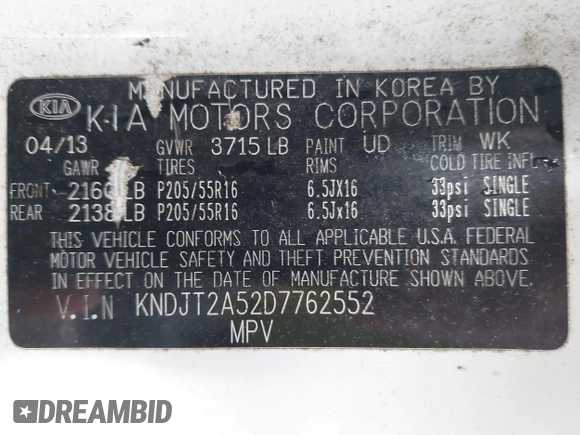 MANUFACTURED IN KOREA BY
KIA KIA MOTORS CORPORATION
04/13 GVWR 3715 LB PAINT UD TRIM WK
GAWR TIRES RIMS COLD TIRE INFL
FRONT 2160 LB P205/55R16 6.5JX16 33psi SINGLE
REAR 2138 LB P205/55R16 6.5Jx16 33psi SINGLE
THIS VEHICLE CONFORMS TO ALL APPLICABLE U.S.A. FEDERAL
MOTOR VEHICLE SAFETY AND THEFT PREVENTION STANDARDS
IN EFFECT ON THE DATE OF MANUFACTURE SHOWN ABOVE.
V.I.N KNDJT2A52D7762552
MPV
DREAMBID